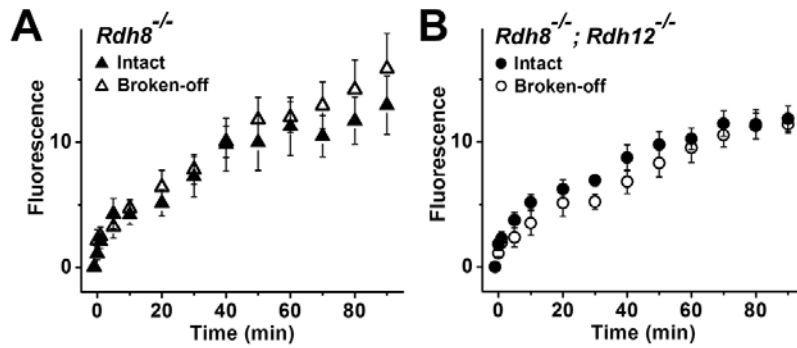 A
Rdh8-/-
Intact
Broken-off
Fluorescence
10
0
0 20 40 60 80
Time (min)
B
Rdh8-/-; Rdh12-/-
Intact
Broken-off
Fluorescence
10
0
0 20 40 60 80
Time (min)